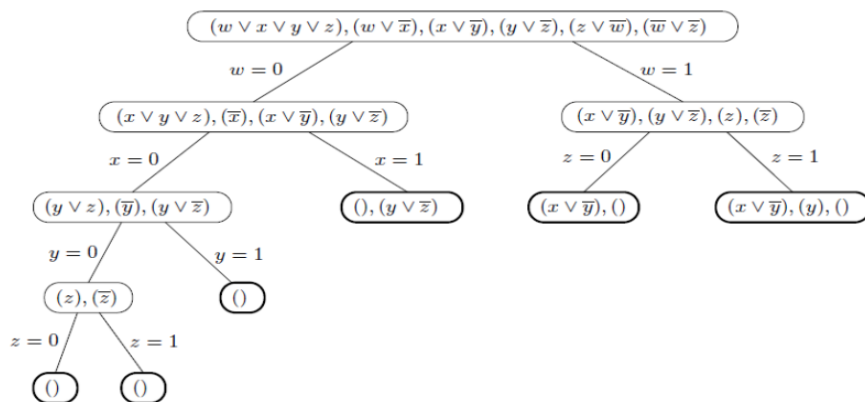 (w ∨ x ∨ y ∨ z), (w ∨ x̅), (x ∨ y̅), (y ∨ z̅), (z ∨ w̅), (w̅ ∨ z̅)
w = 0 w = 1
(x ∨ y ∨ z), (x̅), (x ∨ y̅), (y ∨ z̅) (x ∨ y̅), (y ∨ z̅), (z), (z̅)
x = 0 x = 1 z = 0 z = 1
(y ∨ z), (y̅), (y ∨ z̅) (), (y ∨ z̅) (x ∨ y̅), () (x ∨ y̅), (y), ()
y = 0 y = 1
(z), (z̅) ()
z = 0 z = 1
() ()